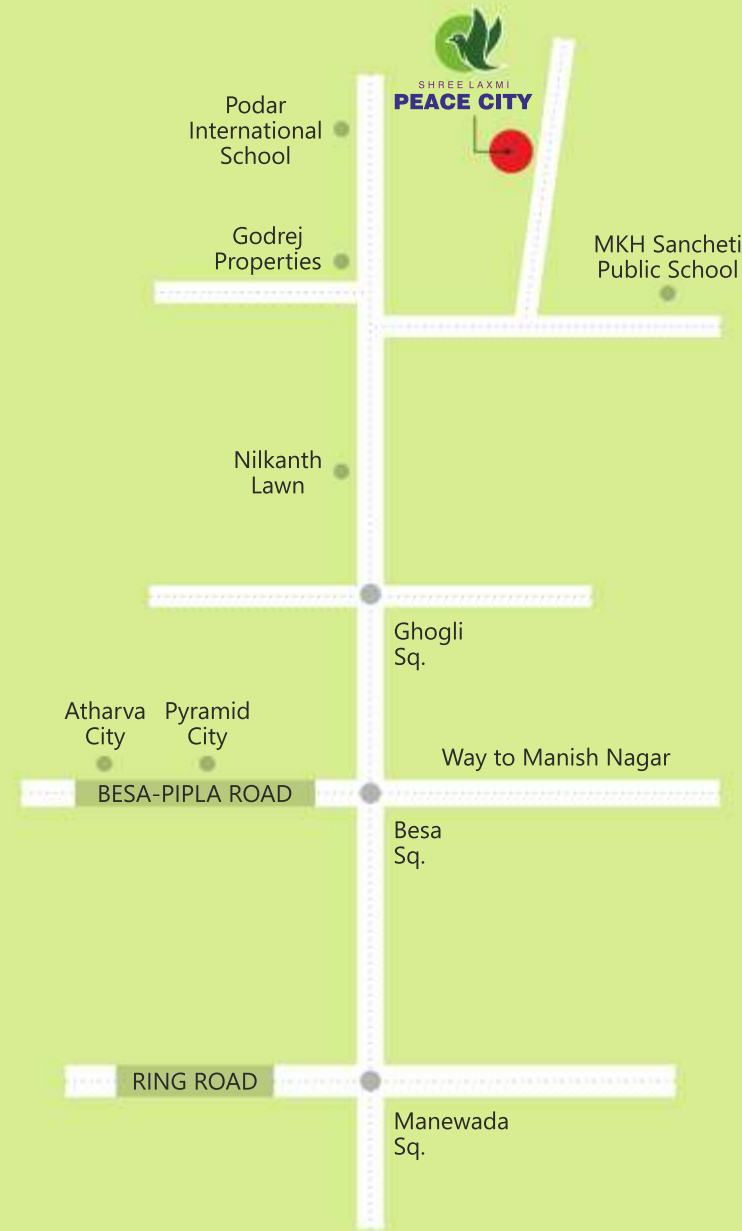 SHREE LAXMI
PEACE CITY
Podar
International
School
Godrej
Properties
MKH Sancheti
Public School
Nilkanth
Lawn
Ghogli
Sq.
Atharva
City
Pyramid
City
Way to Manish Nagar
BESA-PIPLA ROAD
Besa
Sq.
RING ROAD
Manewada
Sq.